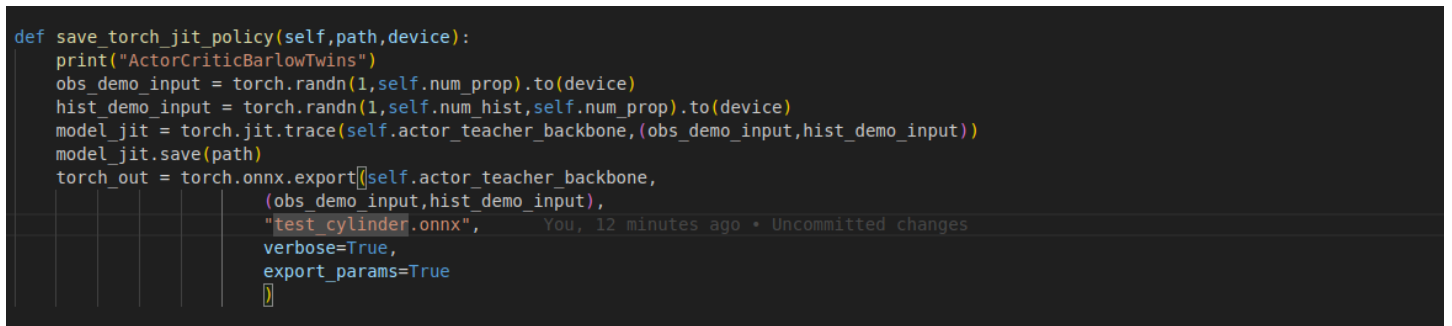 def save_torch_jit_policy(self,path,device):
    print("ActorCriticBarlowTwins")
    obs_demo_input = torch.randn(1,self.num_prop).to(device)
    hist_demo_input = torch.randn(1,self.num_hist,self.num_prop).to(device)
    model_jit = torch.jit.trace(self.actor_teacher_backbone,(obs_demo_input,hist_demo_input))
    model_jit.save(path)
    torch_out = torch.onnx.export(self.actor_teacher_backbone,
                        (obs_demo_input,hist_demo_input),
                        "test_cylinder.onnx",      You, 12 minutes ago • Uncommitted changes
                        verbose=True,
                        export_params=True
                        )